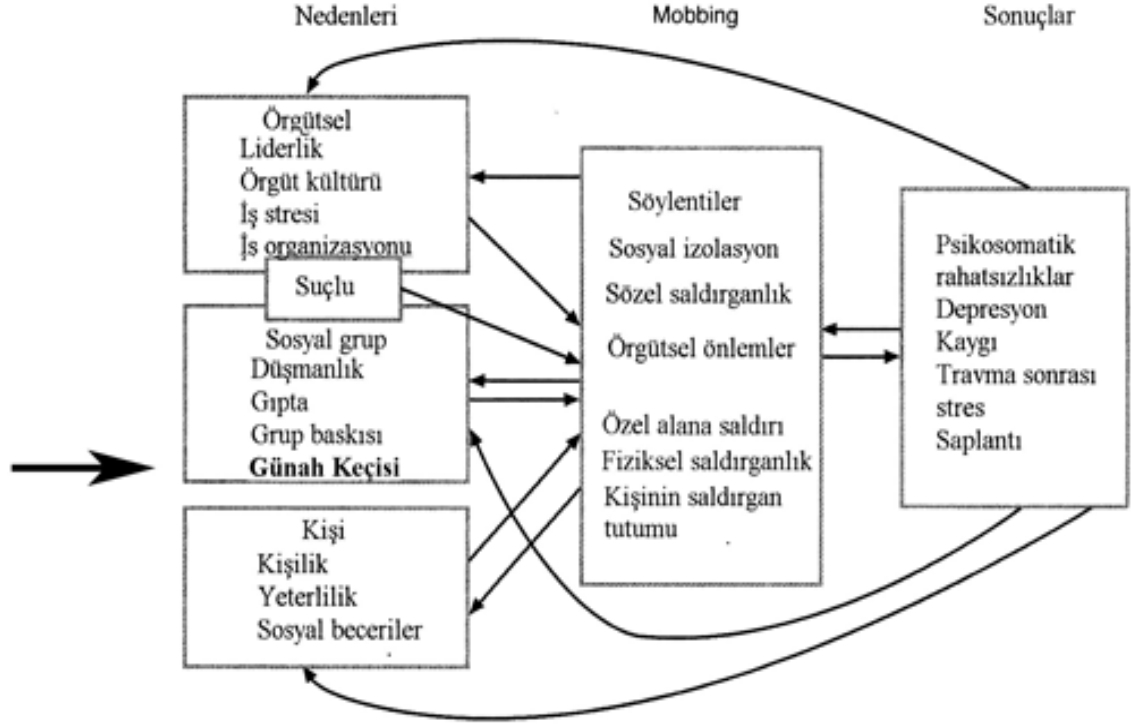 Nedenleri
Mobbing
Sonuçlar
Örgütsel
Liderlik
Örgüt kültürü
İş stresi
İş organizasyonu
Suçlu
Sosyal grup
Düşmanlık
Gıpta
Grup baskısı
Günah Keçisi
Kişi
Kişilik
Yeterlilik
Sosyal beceriler
Söylentiler
Sosyal izolasyon
Sözel saldırganlık
Örgütsel önlemler
Özel alana saldırı
Fiziksel saldırganlık
Kişinin saldırgan
tutumu
Psikosomatik
rahatsızlıklar
Depresyon
Kaygı
Travma sonrası
stres
Saplantı